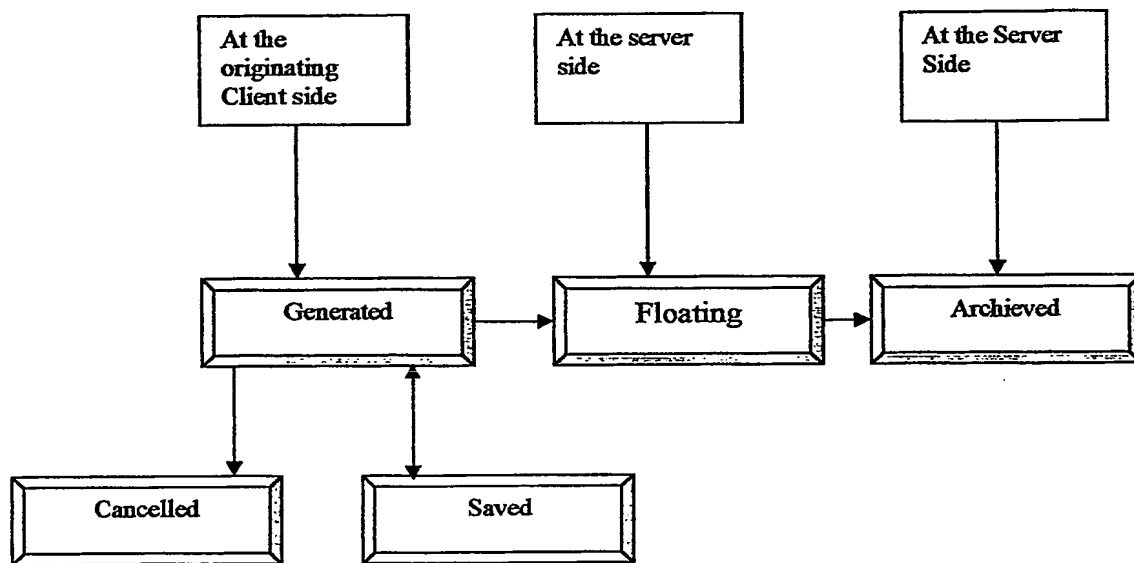 At the
originating
Client side
At the server
side
At the Server
Side
Generated
Floating
Archieved
Cancelled
Saved